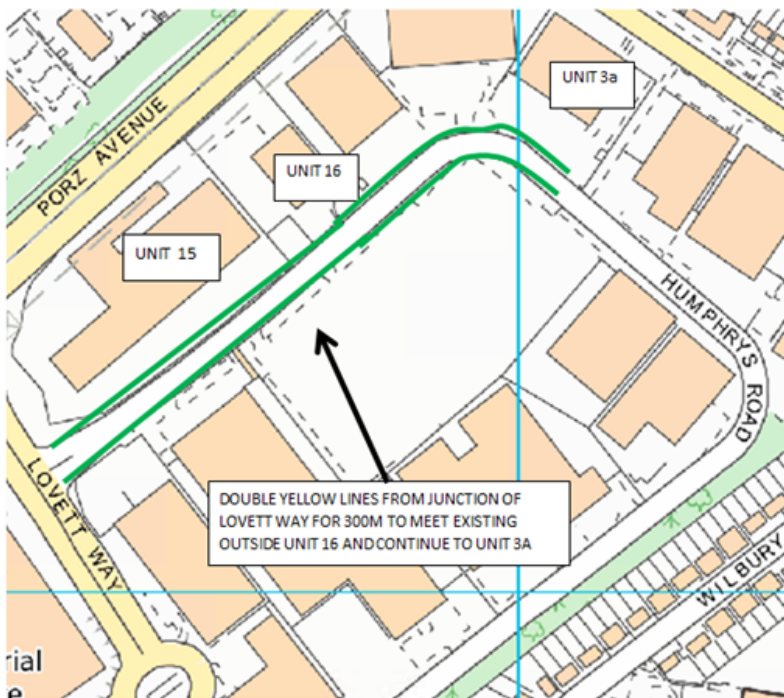 UNIT 3a
PORZ AVENUE
UNIT 16
UNIT 15
HUMPHRYS ROAD
LOVETT WAY
DOUBLE YELLOW LINES FROM JUNCTION OF
LOVETT WAY FOR 300M TO MEET EXISTING
OUTSIDE UNIT 16 AND CONTINUE TO UNIT 3A
WILBURY
rial
e